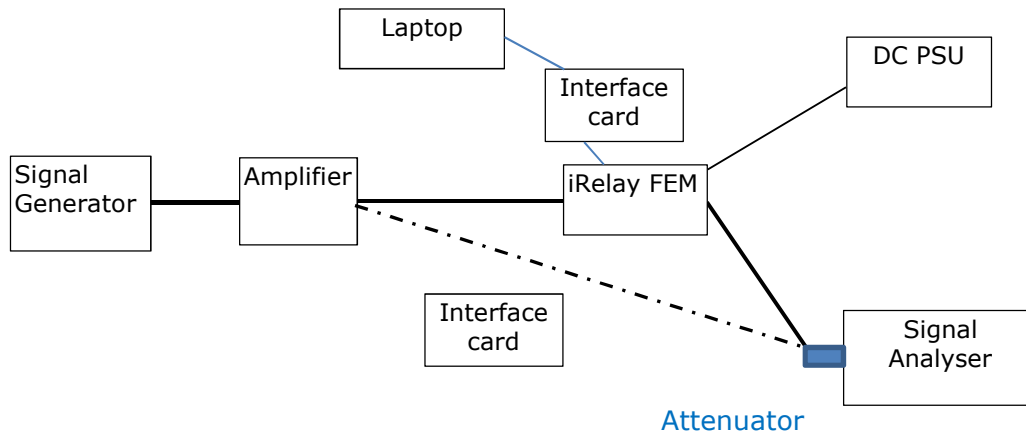 Laptop
DC PSU
Interface
card
Signal
Generator
Amplifier
iRelay FEM
Interface
card
Signal
Analyser
Attenuator